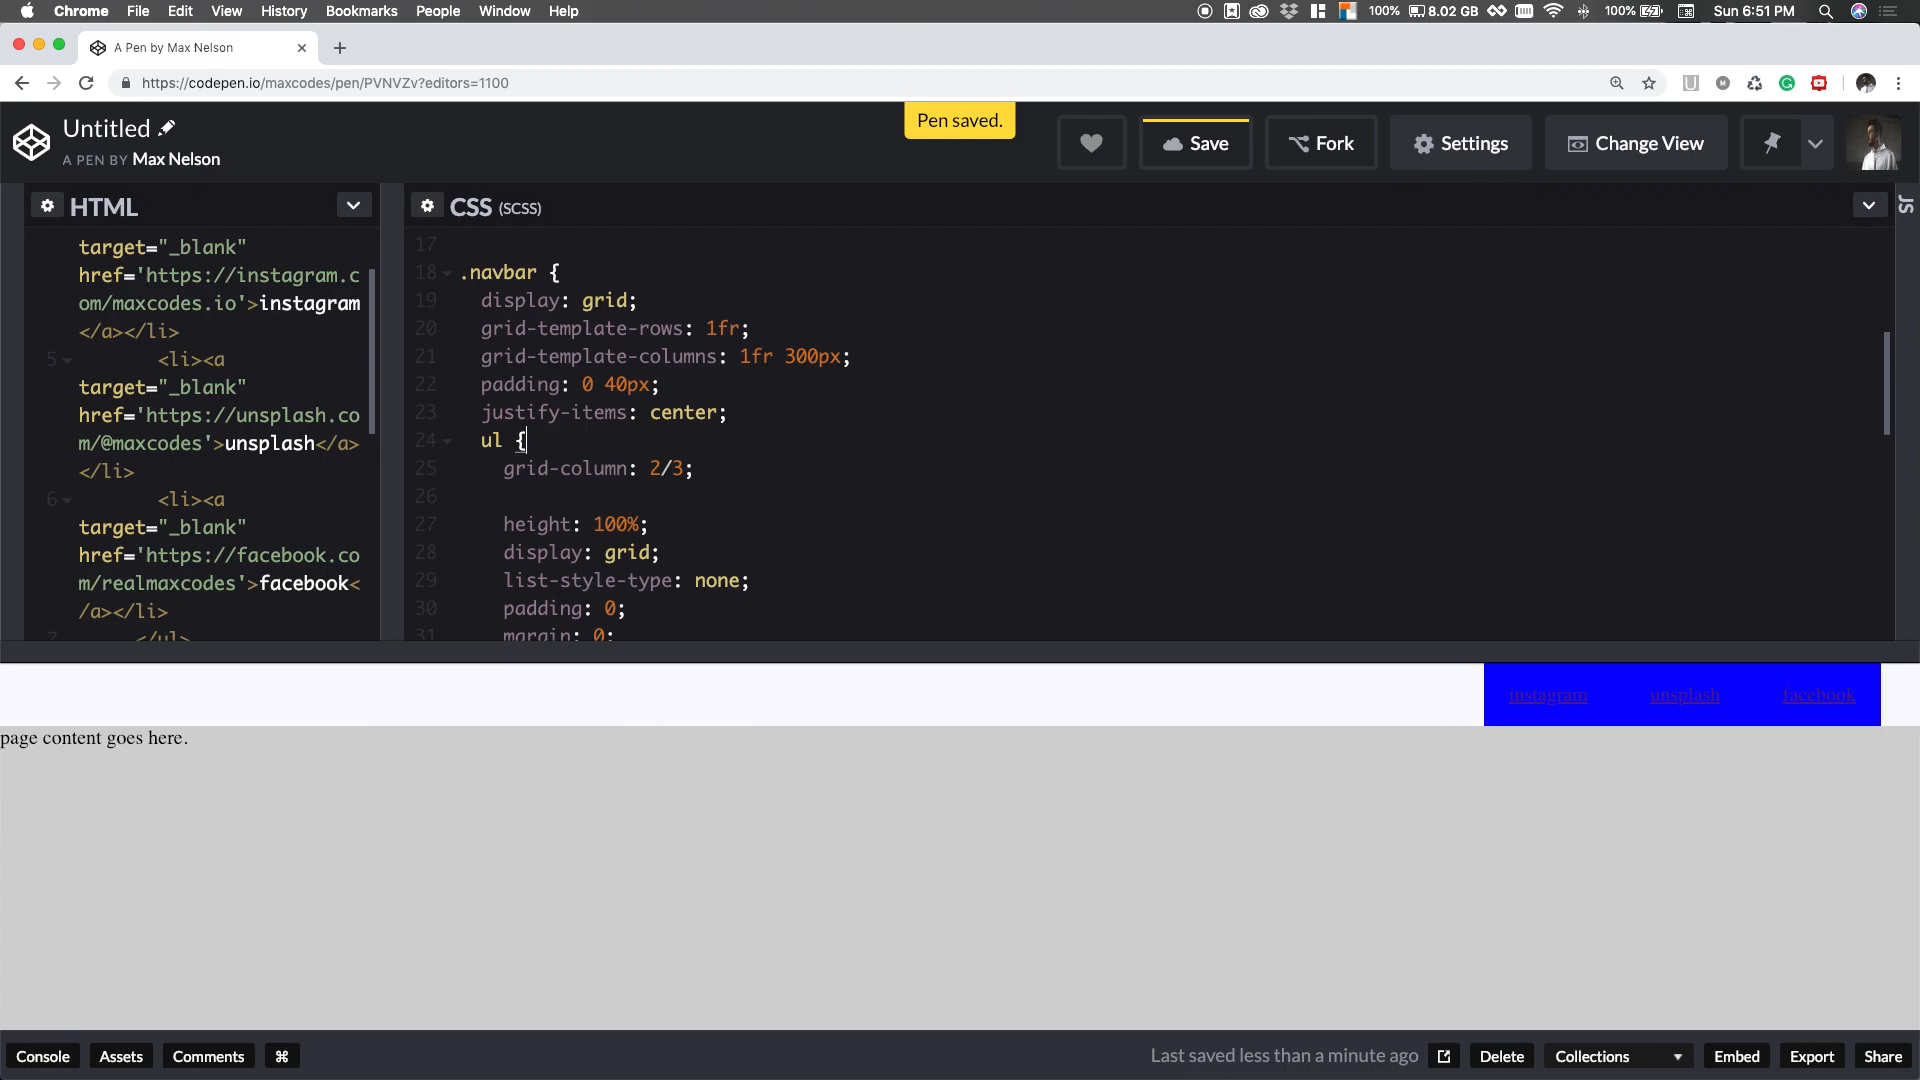 Chrome File Edit View History Bookmarks People Window Help 100% 8.02 GB 100% Sun 6:51 PM
A Pen by Max Nelson
https://codepen.io/maxcodes/pen/PVNVZv?editors=1100
Pen saved.
Untitled
A PEN BY Max Nelson
Save Fork Settings Change View
HTML
target="_blank"
href='https://instagram.c
om/maxcodes.io'>instagram
</a></li>
5 <li><a
target="_blank"
href='https://unsplash.co
m/@maxcodes'>unsplash</a>
</li>
6 <li><a
target="_blank"
href='https://facebook.co
m/realmaxcodes'>facebook<
/a></li>
7 </ul>
CSS (SCSS)
JS
17
18 .navbar {
19 display: grid;
20 grid-template-rows: 1fr;
21 grid-template-columns: 1fr 300px;
22 padding: 0 40px;
23 justify-items: center;
24 ul {
25 grid-column: 2/3;
26
27 height: 100%;
28 display: grid;
29 list-style-type: none;
30 padding: 0;
31 margin: 0;
instagram unsplash facebook
page content goes here.
Console Assets Comments ⌘ Last saved less than a minute ago Delete Collections Embed Export Share